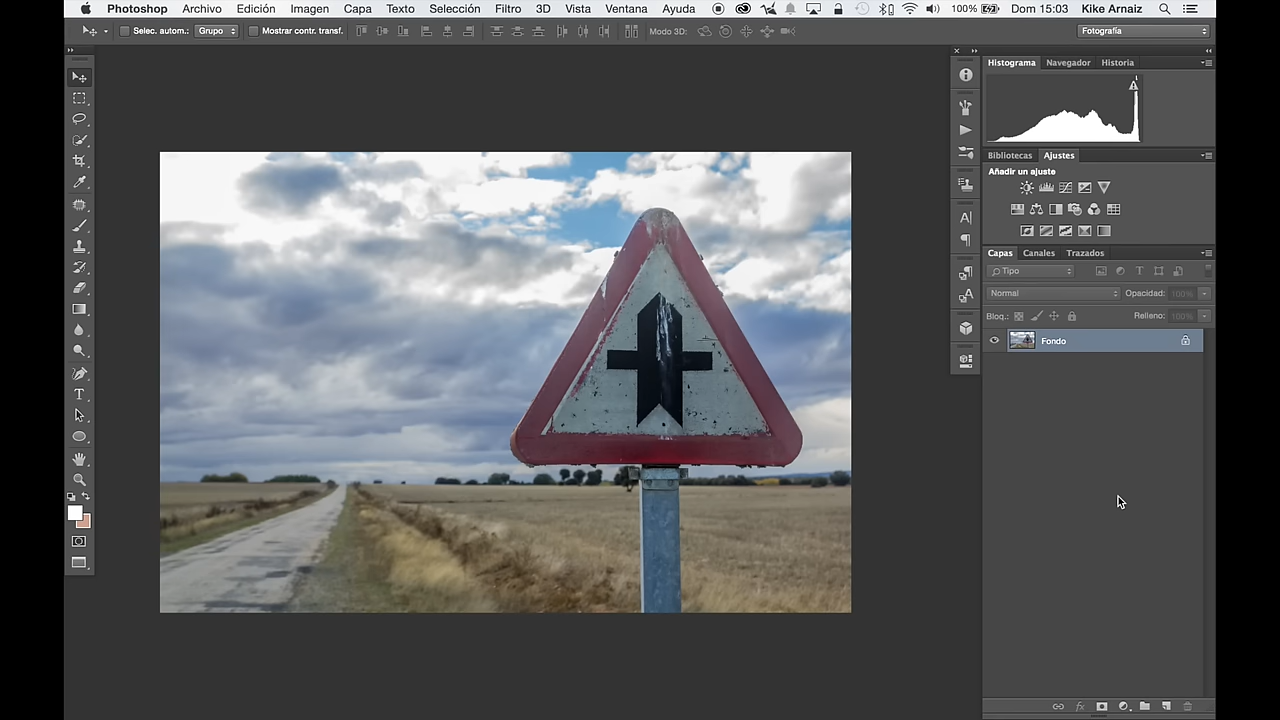 Photoshop Archivo Edición Imagen Capa Texto Selección Filtro 3D Vista Ventana Ayuda 100% Dom 15:03 Kike Arnaiz
Selec. autom.: Grupo Mostrar contr. transf. Modo 3D: Fotografía
Histograma Navegador Historia
Bibliotecas Ajustes
Añadir un ajuste
Capas Canales Trazados
Tipo
Normal Opacidad: 100%
Bloq.: Relleno: 100%
Fondo